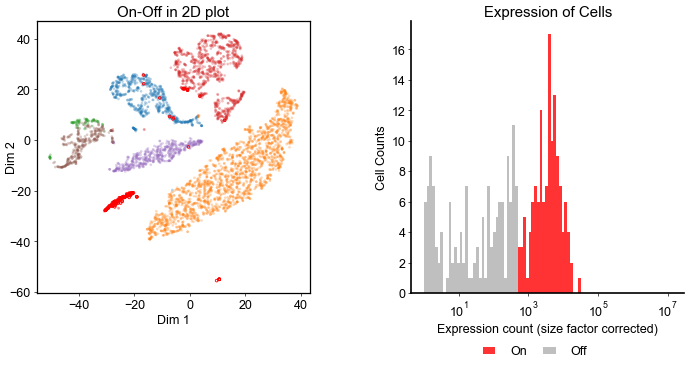 On-Off in 2D plot
40
20
0
−20
−40
−60
Dim 2
−40 −20 0 20 40
Dim 1
Expression of Cells
16
14
12
10
8
6
4
2
0
Cell Counts
10¹ 10³ 10⁵ 10⁷
Expression count (size factor corrected)
On Off